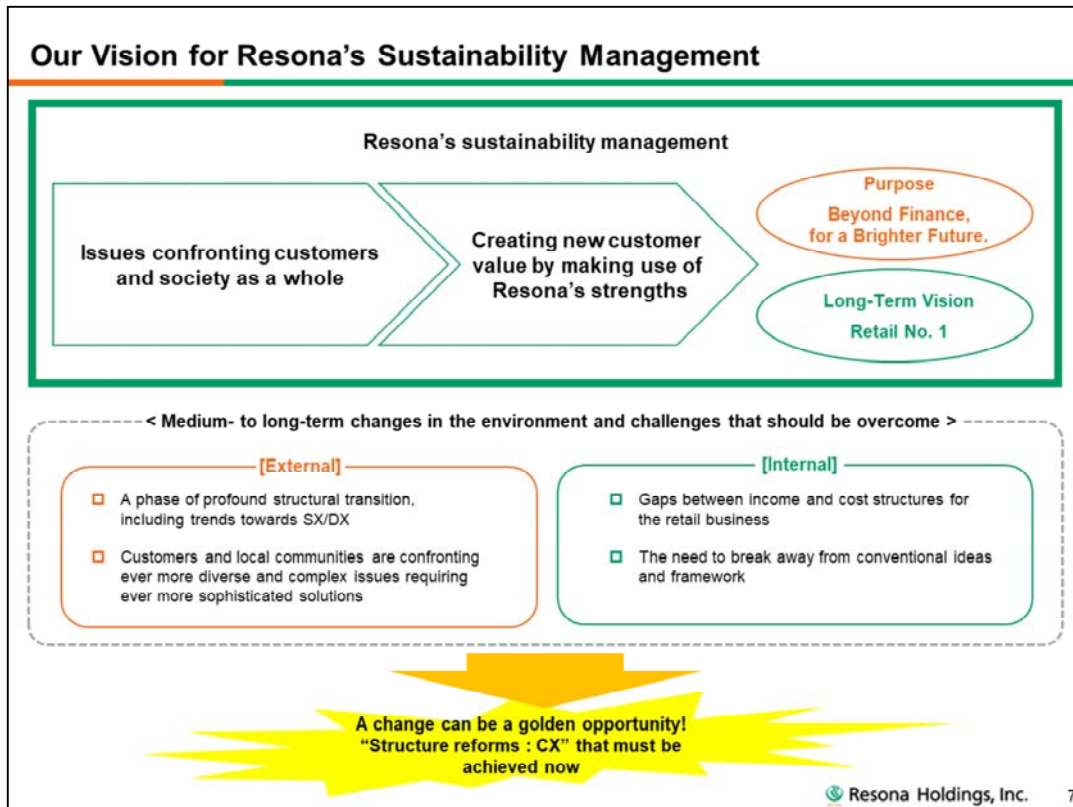 Our Vision for Resona's Sustainability Management
Resona's sustainability management
Issues confronting customers
and society as a whole
Creating new customer
value by making use of
Resona's strengths
Purpose
Beyond Finance,
for a Brighter Future.
Long-Term Vision
Retail No. 1
< Medium- to long-term changes in the environment and challenges that should be overcome >
[External]
A phase of profound structural transition,
including trends towards SX/DX
Customers and local communities are confronting
ever more diverse and complex issues requiring
ever more sophisticated solutions
[Internal]
Gaps between income and cost structures for
the retail business
The need to break away from conventional ideas
and framework
A change can be a golden opportunity!
"Structure reforms : CX" that must be
achieved now
Resona Holdings, Inc. 7